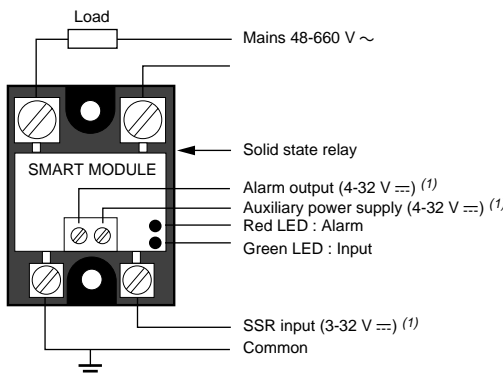 Load
Mains 48-660 V ~
Solid state relay
SMART MODULE
Alarm output (4-32 V ⎓) (1)
Auxiliary power supply (4-32 V ⎓) (1)
Red LED : Alarm
Green LED : Input
SSR input (3-32 V ⎓) (1)
Common